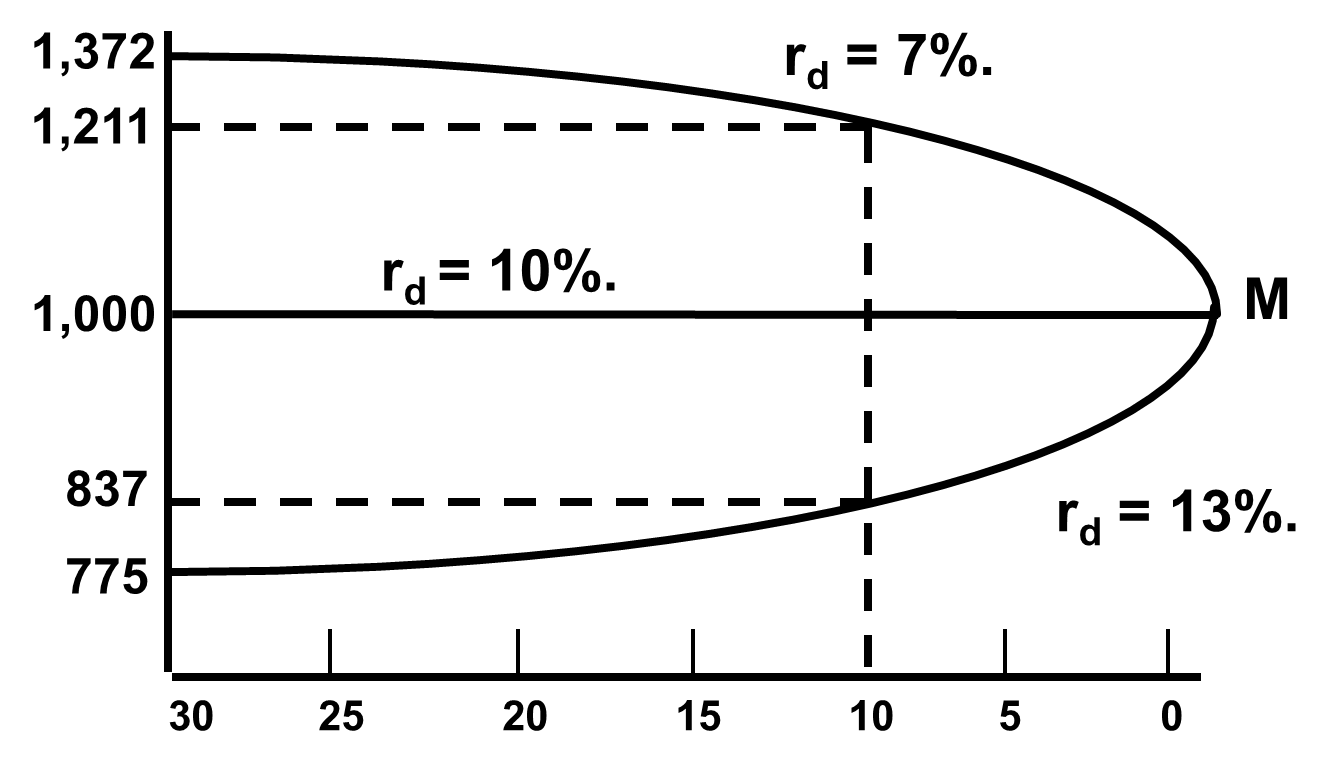 1,372
r_d = 7%.
1,211
r_d = 10%.
1,000
M
837
r_d = 13%.
775
30 25 20 15 10 5 0